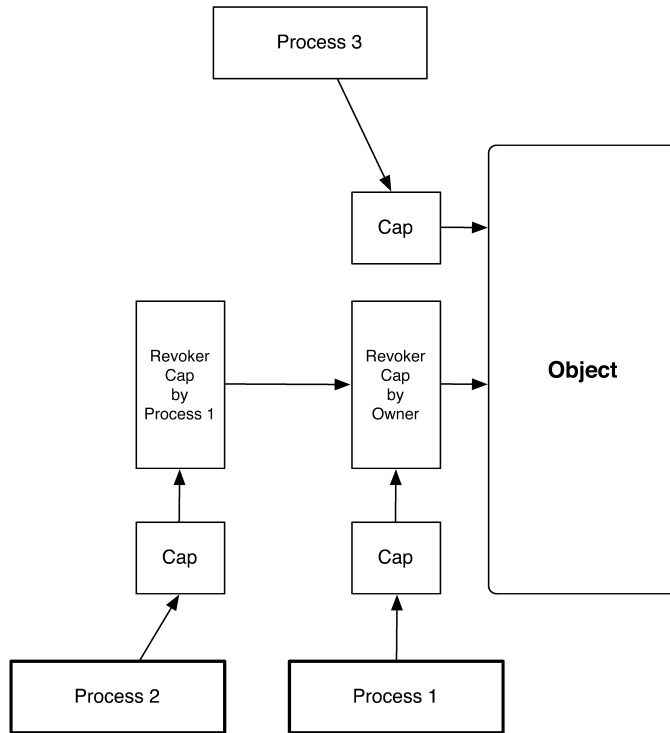 Process 3
Cap
Revoker
Cap
by
Process 1
Revoker
Cap
by
Owner
Object
Cap
Cap
Process 2
Process 1